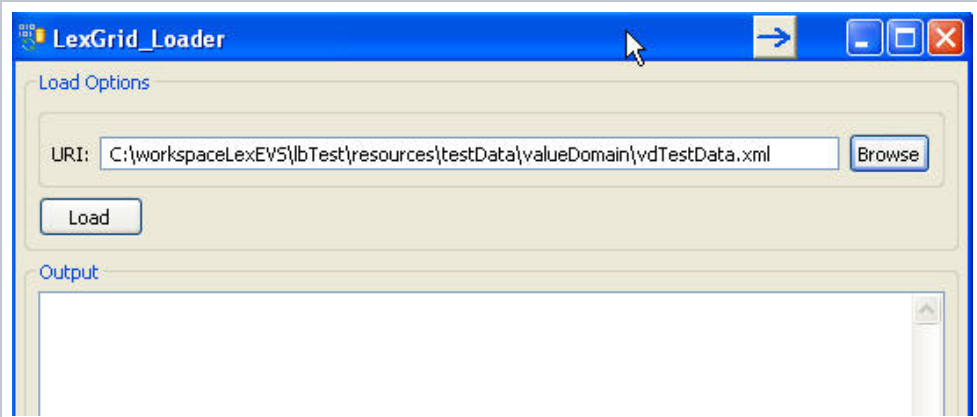 LexGrid_Loader
Load Options
URI: C:\workspaceLexEVS\lbTest\resources\testData\valueDomain\vdTestData.xml Browse
Load
Output